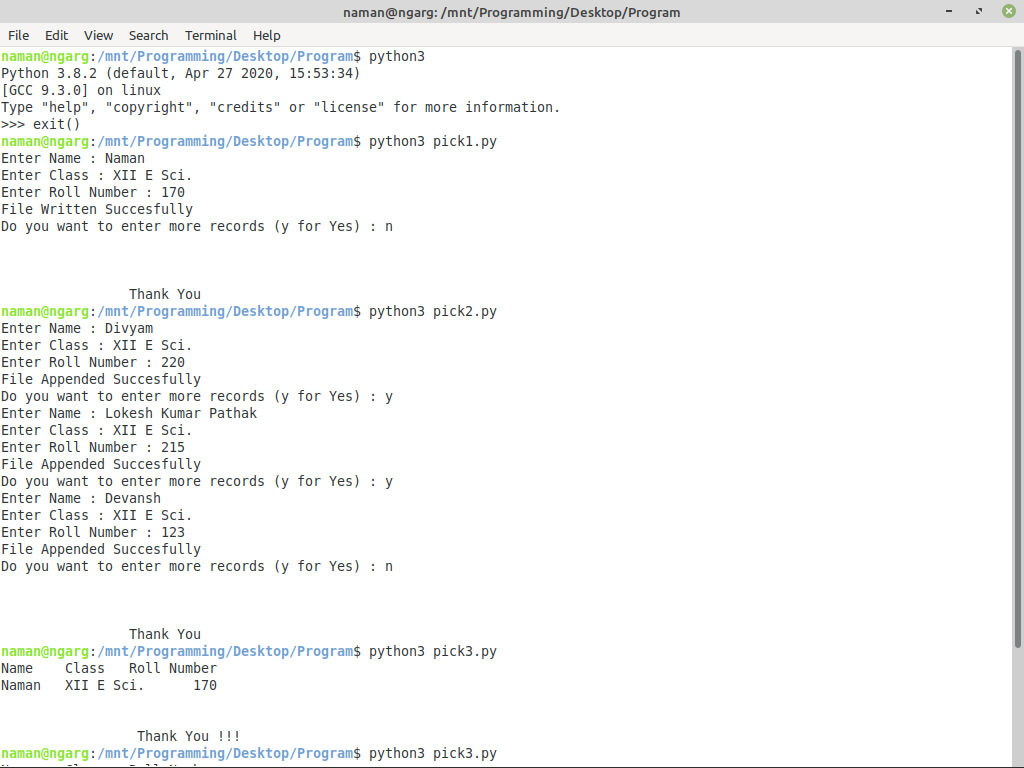 naman@ngarg: /mnt/Programming/Desktop/Program
File Edit View Search Terminal Help
naman@ngarg:/mnt/Programming/Desktop/Program$ python3
Python 3.8.2 (default, Apr 27 2020, 15:53:34)
[GCC 9.3.0] on linux
Type "help", "copyright", "credits" or "license" for more information.
>>> exit()
naman@ngarg:/mnt/Programming/Desktop/Program$ python3 pick1.py
Enter Name : Naman
Enter Class : XII E Sci.
Enter Roll Number : 170
File Written Succesfully
Do you want to enter more records (y for Yes) : n
Thank You
naman@ngarg:/mnt/Programming/Desktop/Program$ python3 pick2.py
Enter Name : Divyam
Enter Class : XII E Sci.
Enter Roll Number : 220
File Appended Succesfully
Do you want to enter more records (y for Yes) : y
Enter Name : Lokesh Kumar Pathak
Enter Class : XII E Sci.
Enter Roll Number : 215
File Appended Succesfully
Do you want to enter more records (y for Yes) : y
Enter Name : Devansh
Enter Class : XII E Sci.
Enter Roll Number : 123
File Appended Succesfully
Do you want to enter more records (y for Yes) : n
Thank You
naman@ngarg:/mnt/Programming/Desktop/Program$ python3 pick3.py
Name Class Roll Number
Naman XII E Sci. 170
Thank You !!!
naman@ngarg:/mnt/Programming/Desktop/Program$ python3 pick3.py